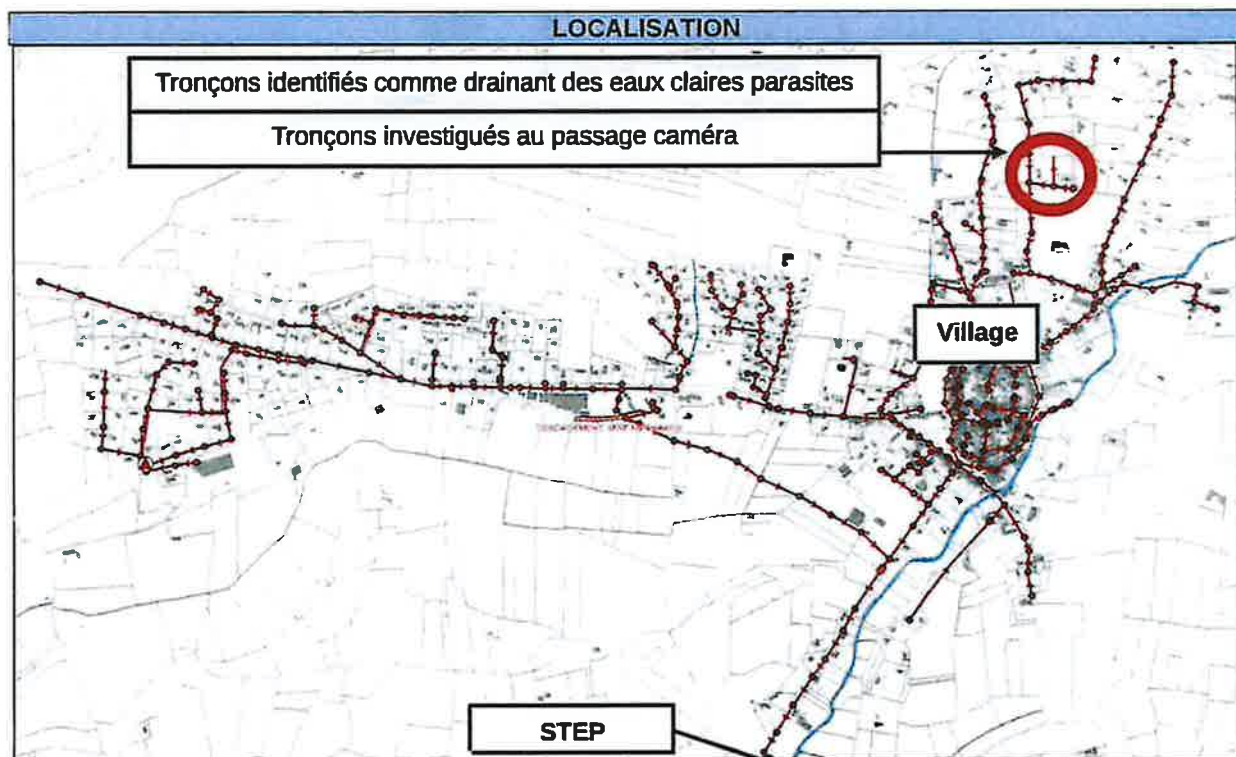 LOCALISATION
Tronçons identifiés comme drainant des eaux claires parasites
Tronçons investigués au passage caméra
Village
STEP